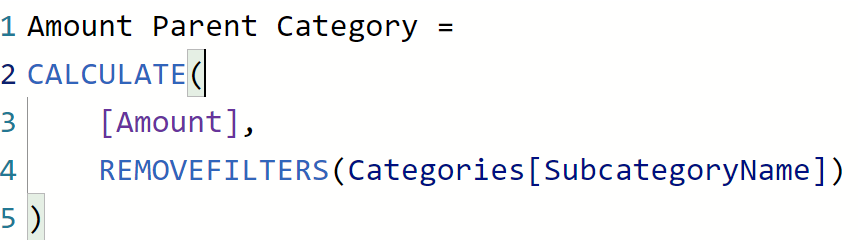 1 Amount Parent Category =
2 CALCULATE(
3     [Amount],
4     REMOVEFILTERS(Categories[SubcategoryName])
5 )